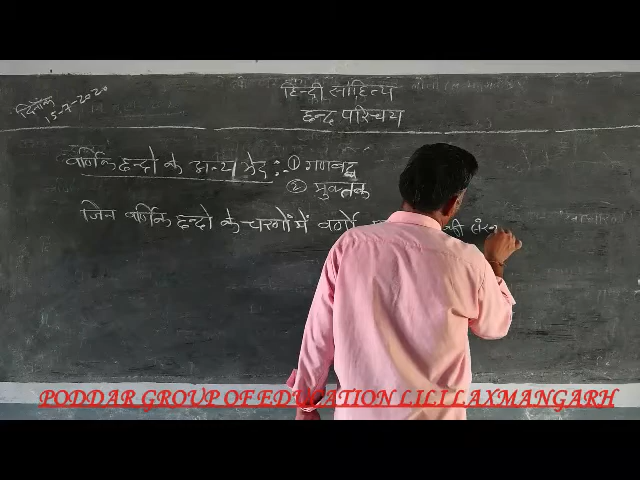 दिनाँक
15-7-2020
हिन्दी साहित्य
छन्द परिचय
वर्णिक छन्दो के अन्य भेद :- ① गणबद्ध
② मुक्तक
जिन वर्णिक छन्दो के चरणों में वर्णो की
PODDAR GROUP OF EDUCATION LILI LAXMANGARH